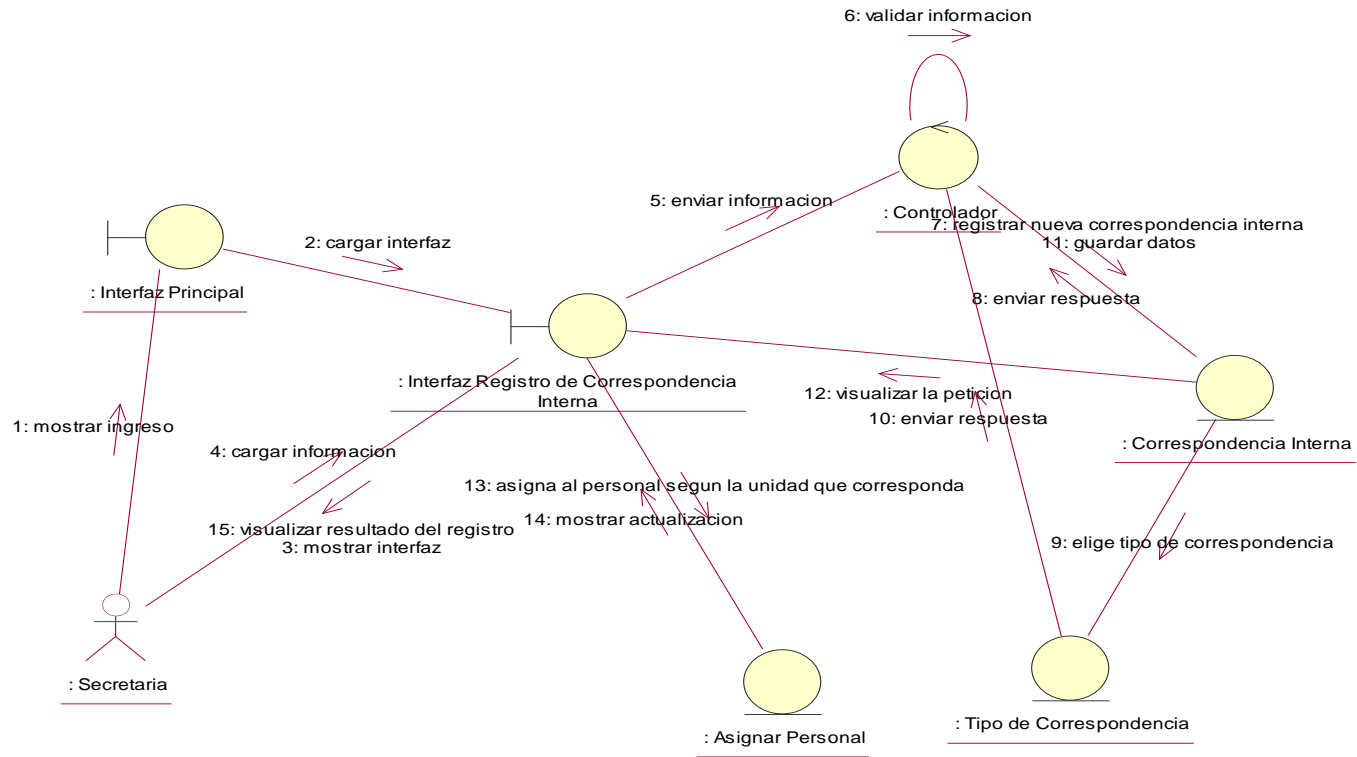 6: validar informacion
5: enviar informacion
: Controlador
7: registrar nueva correspondencia interna
11: guardar datos
2: cargar interfaz
: Interfaz Principal
8: enviar respuesta
: Interfaz Registro de Correspondencia
Interna
12: visualizar la peticion
10: enviar respuesta
1: mostrar ingreso
: Correspondencia Interna
4: cargar informacion
13: asigna al personal segun la unidad que corresponda
14: mostrar actualizacion
15: visualizar resultado del registro
3: mostrar interfaz
9: elige tipo de correspondencia
: Secretaria
: Tipo de Correspondencia
: Asignar Personal